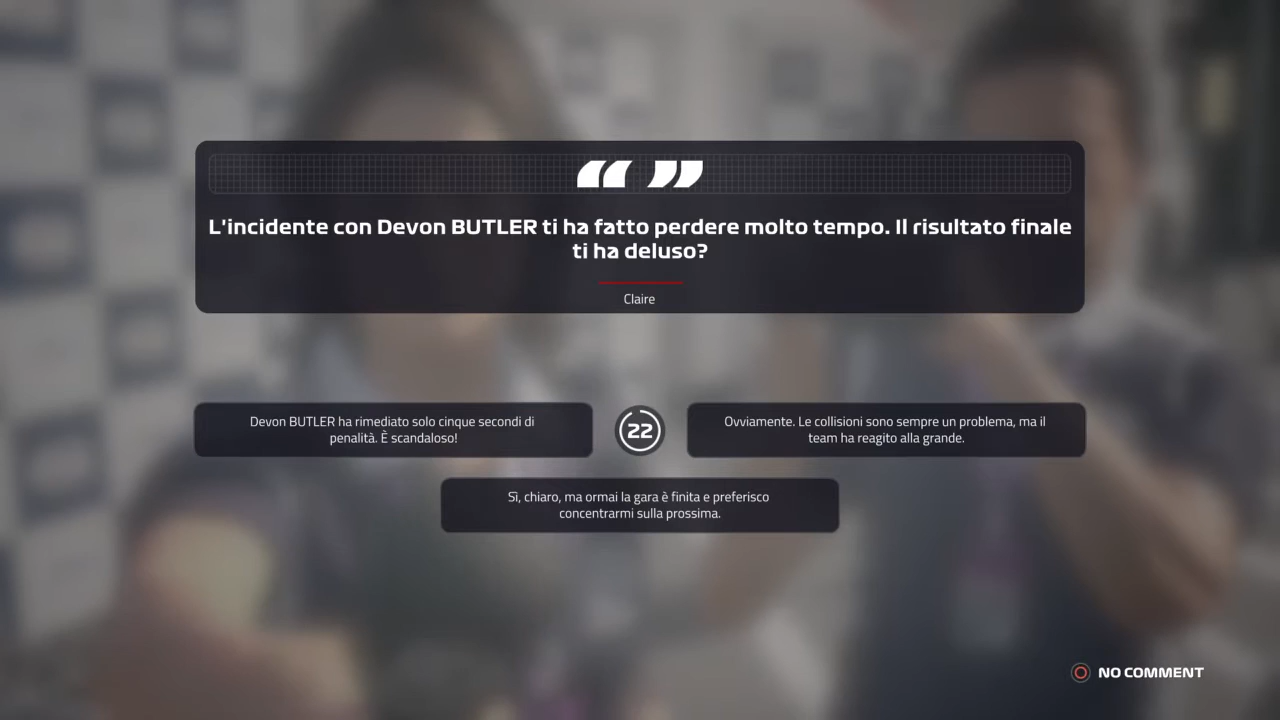 “ ”
L'incidente con Devon BUTLER ti ha fatto perdere molto tempo. Il risultato finale
ti ha deluso?
Claire
Devon BUTLER ha rimediato solo cinque secondi di
penalità. È scandaloso!
22
Ovviamente. Le collisioni sono sempre un problema, ma il
team ha reagito alla grande.
Sì, chiaro, ma ormai la gara è finita e preferisco
concentrarmi sulla prossima.
NO COMMENT